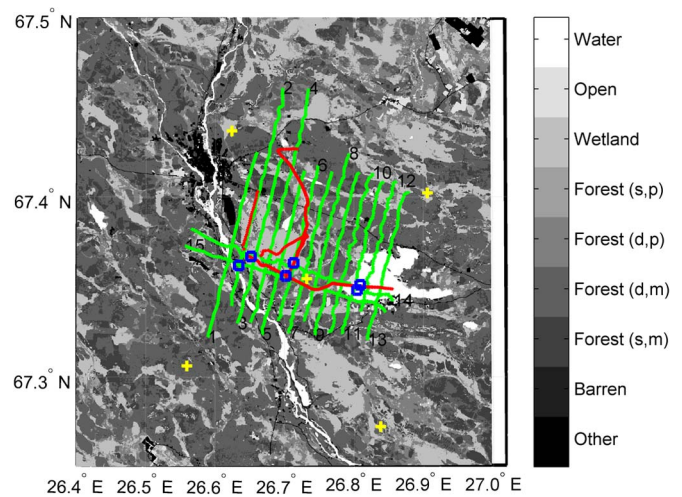 67.5° N
67.4° N
67.3° N
26.4° E 26.5° E 26.6° E 26.7° E 26.8° E 26.9° E 27.0° E
2 4
6 8 10 12
15
14
1 3 5 7 9 11 13
Water
Open
Wetland
Forest (s,p)
Forest (d,p)
Forest (d,m)
Forest (s,m)
Barren
Other